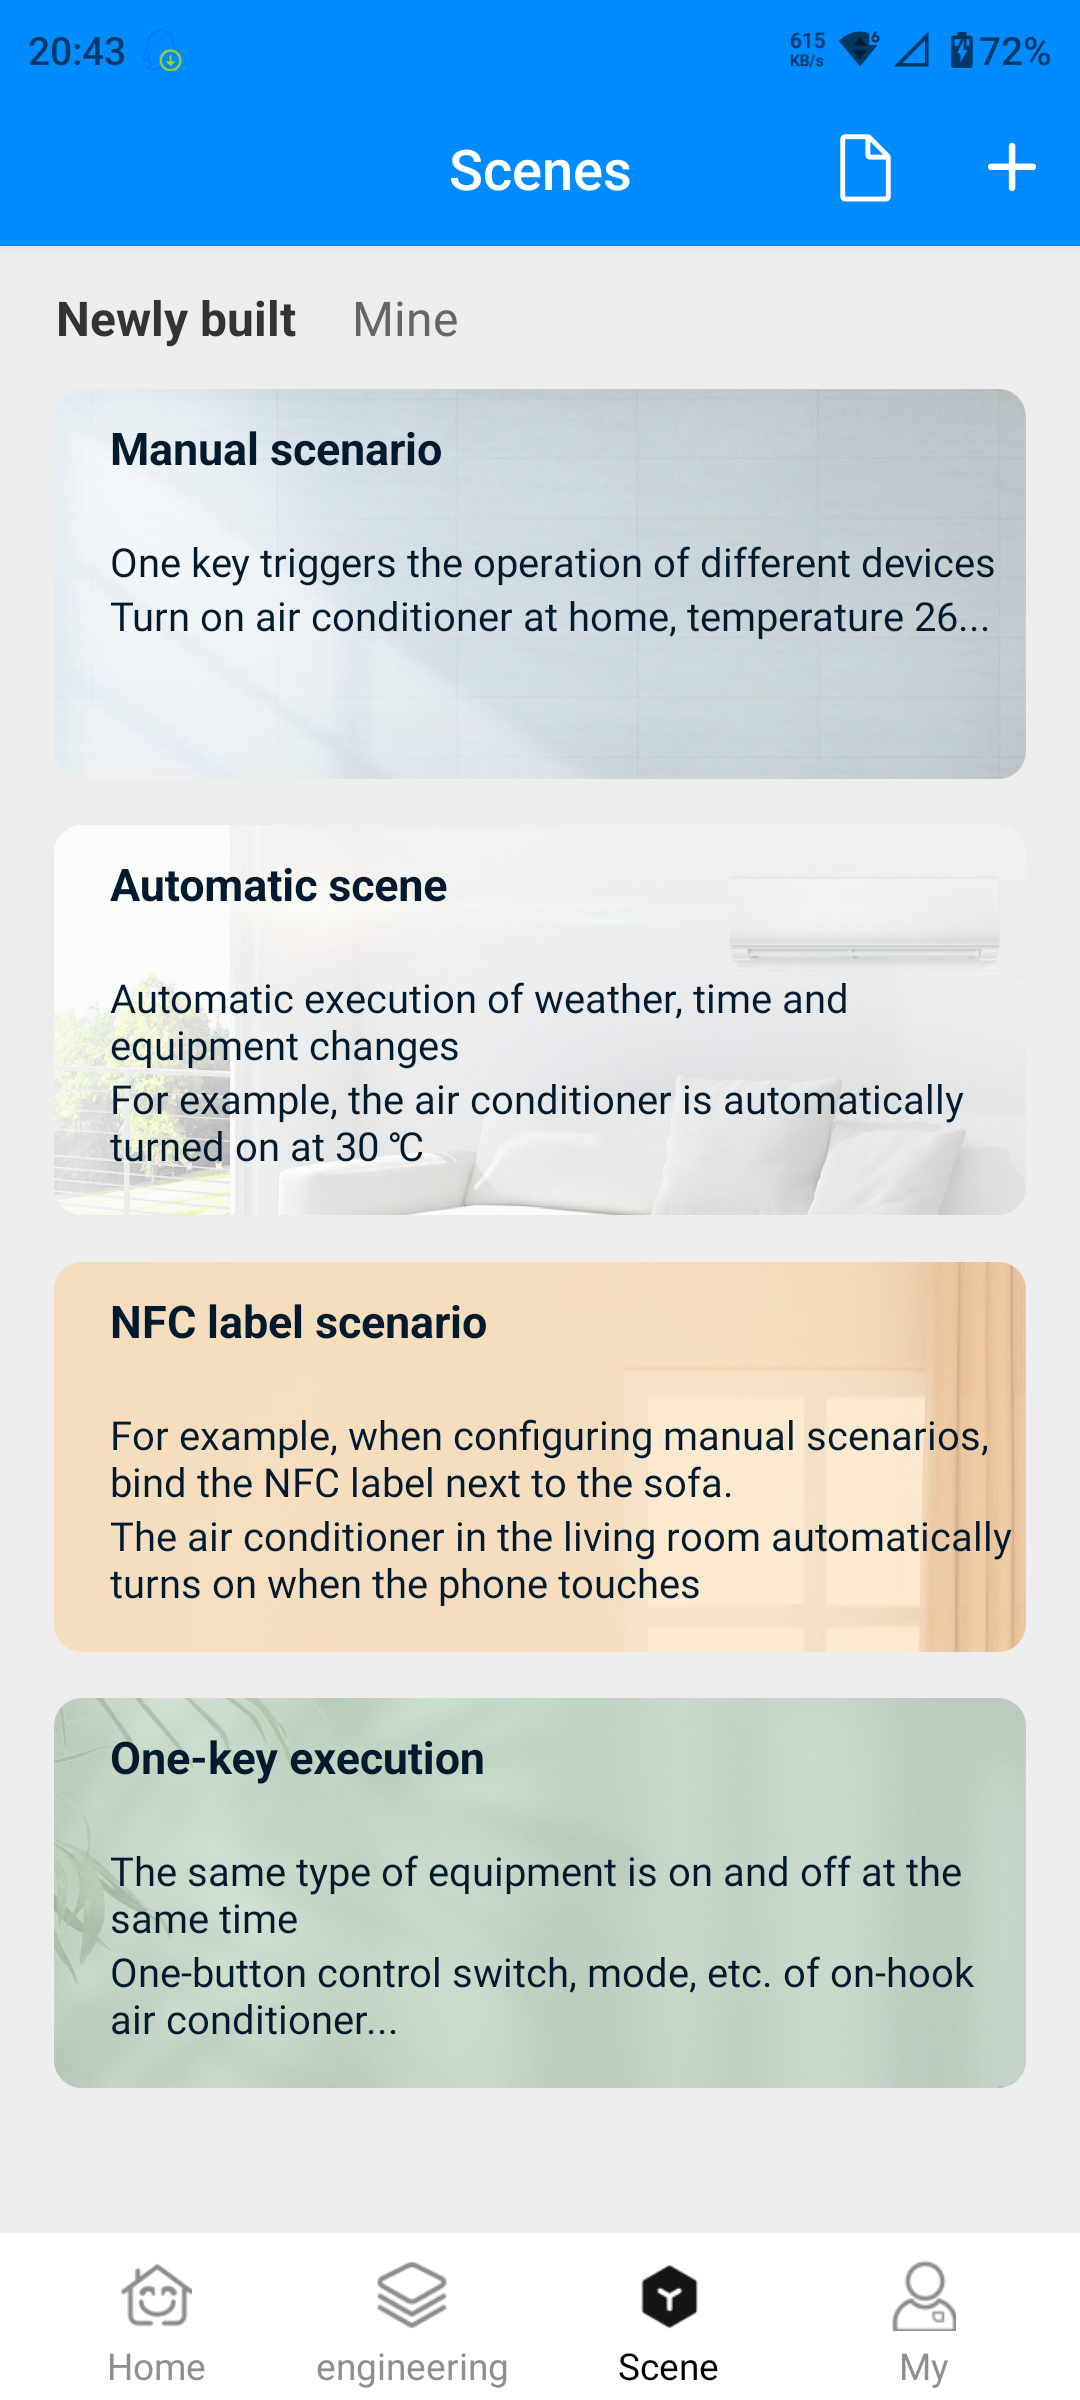 20:43
615
KB/s
6
72%
Scenes
Newly built
Mine
Manual scenario
One key triggers the operation of different devices
Turn on air conditioner at home, temperature 26...
Automatic scene
Automatic execution of weather, time and
equipment changes
For example, the air conditioner is automatically
turned on at 30 ℃
NFC label scenario
For example, when configuring manual scenarios,
bind the NFC label next to the sofa.
The air conditioner in the living room automatically
turns on when the phone touches
One-key execution
The same type of equipment is on and off at the
same time
One-button control switch, mode, etc. of on-hook
air conditioner...
Home
engineering
Scene
My